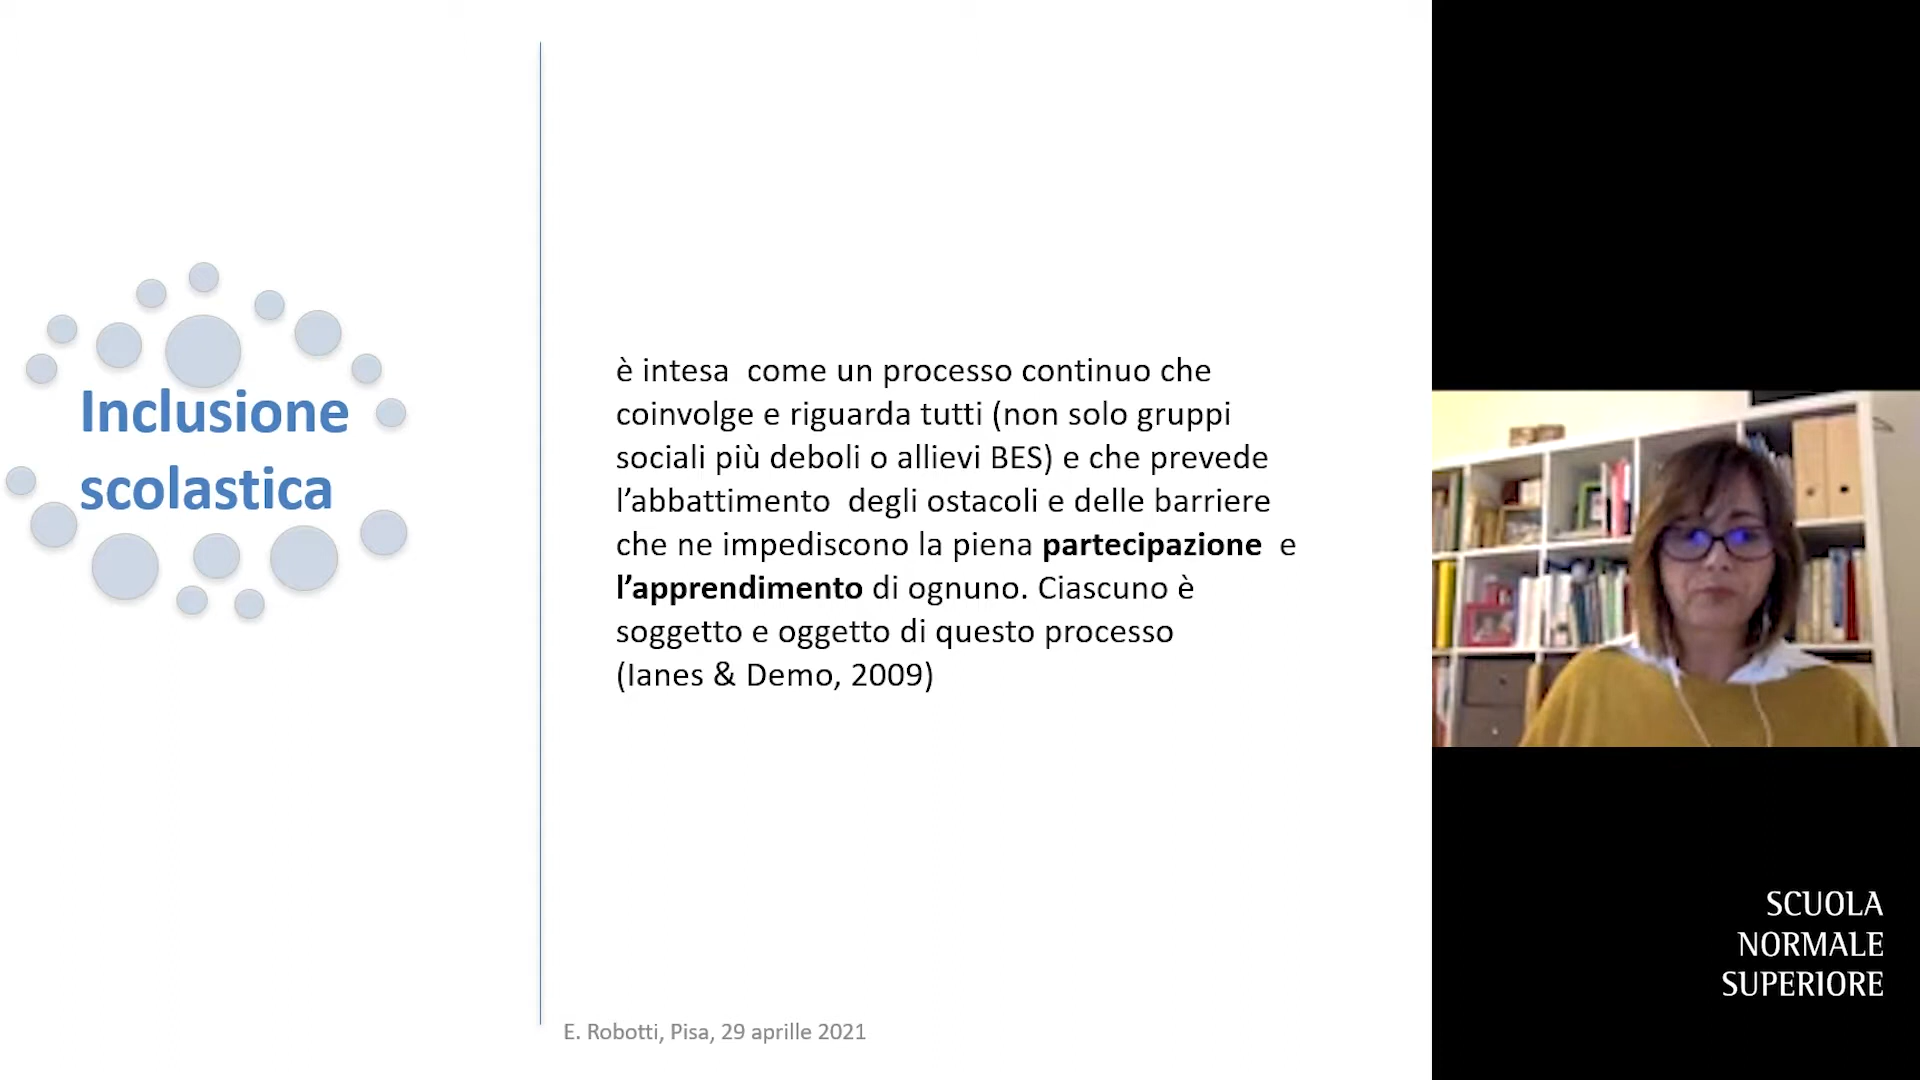 Inclusione
scolastica
è intesa  come un processo continuo che
coinvolge e riguarda tutti (non solo gruppi
sociali più deboli o allievi BES) e che prevede
l’abbattimento  degli ostacoli e delle barriere
che ne impediscono la piena partecipazione  e
l’apprendimento di ognuno. Ciascuno è
soggetto e oggetto di questo processo
(Ianes & Demo, 2009)
E. Robotti, Pisa, 29 aprille 2021
SCUOLA
NORMALE
SUPERIORE